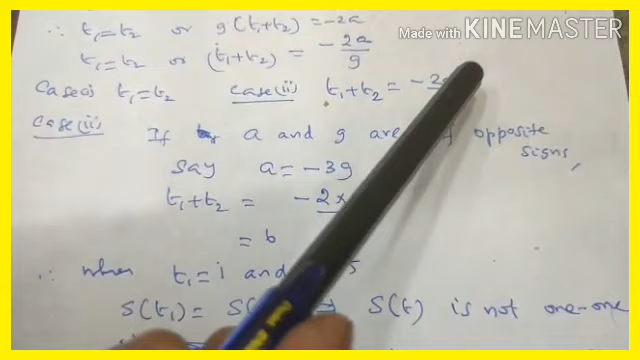 Made with KINEMASTER
∴ t₁=t₂ or g(t₁+t₂) = -2a
t₁=t₂ or (t₁+t₂) = -2a/g
Case(i) t₁=t₂ Case(ii) t₁+t₂ = -2
Case(ii) If a and g are of opposite signs,
Say a = -3g
t₁+t₂ = -2×
= 6
∴ when t₁=1 and 5
S(t₁) = S( S(t) is not one-one